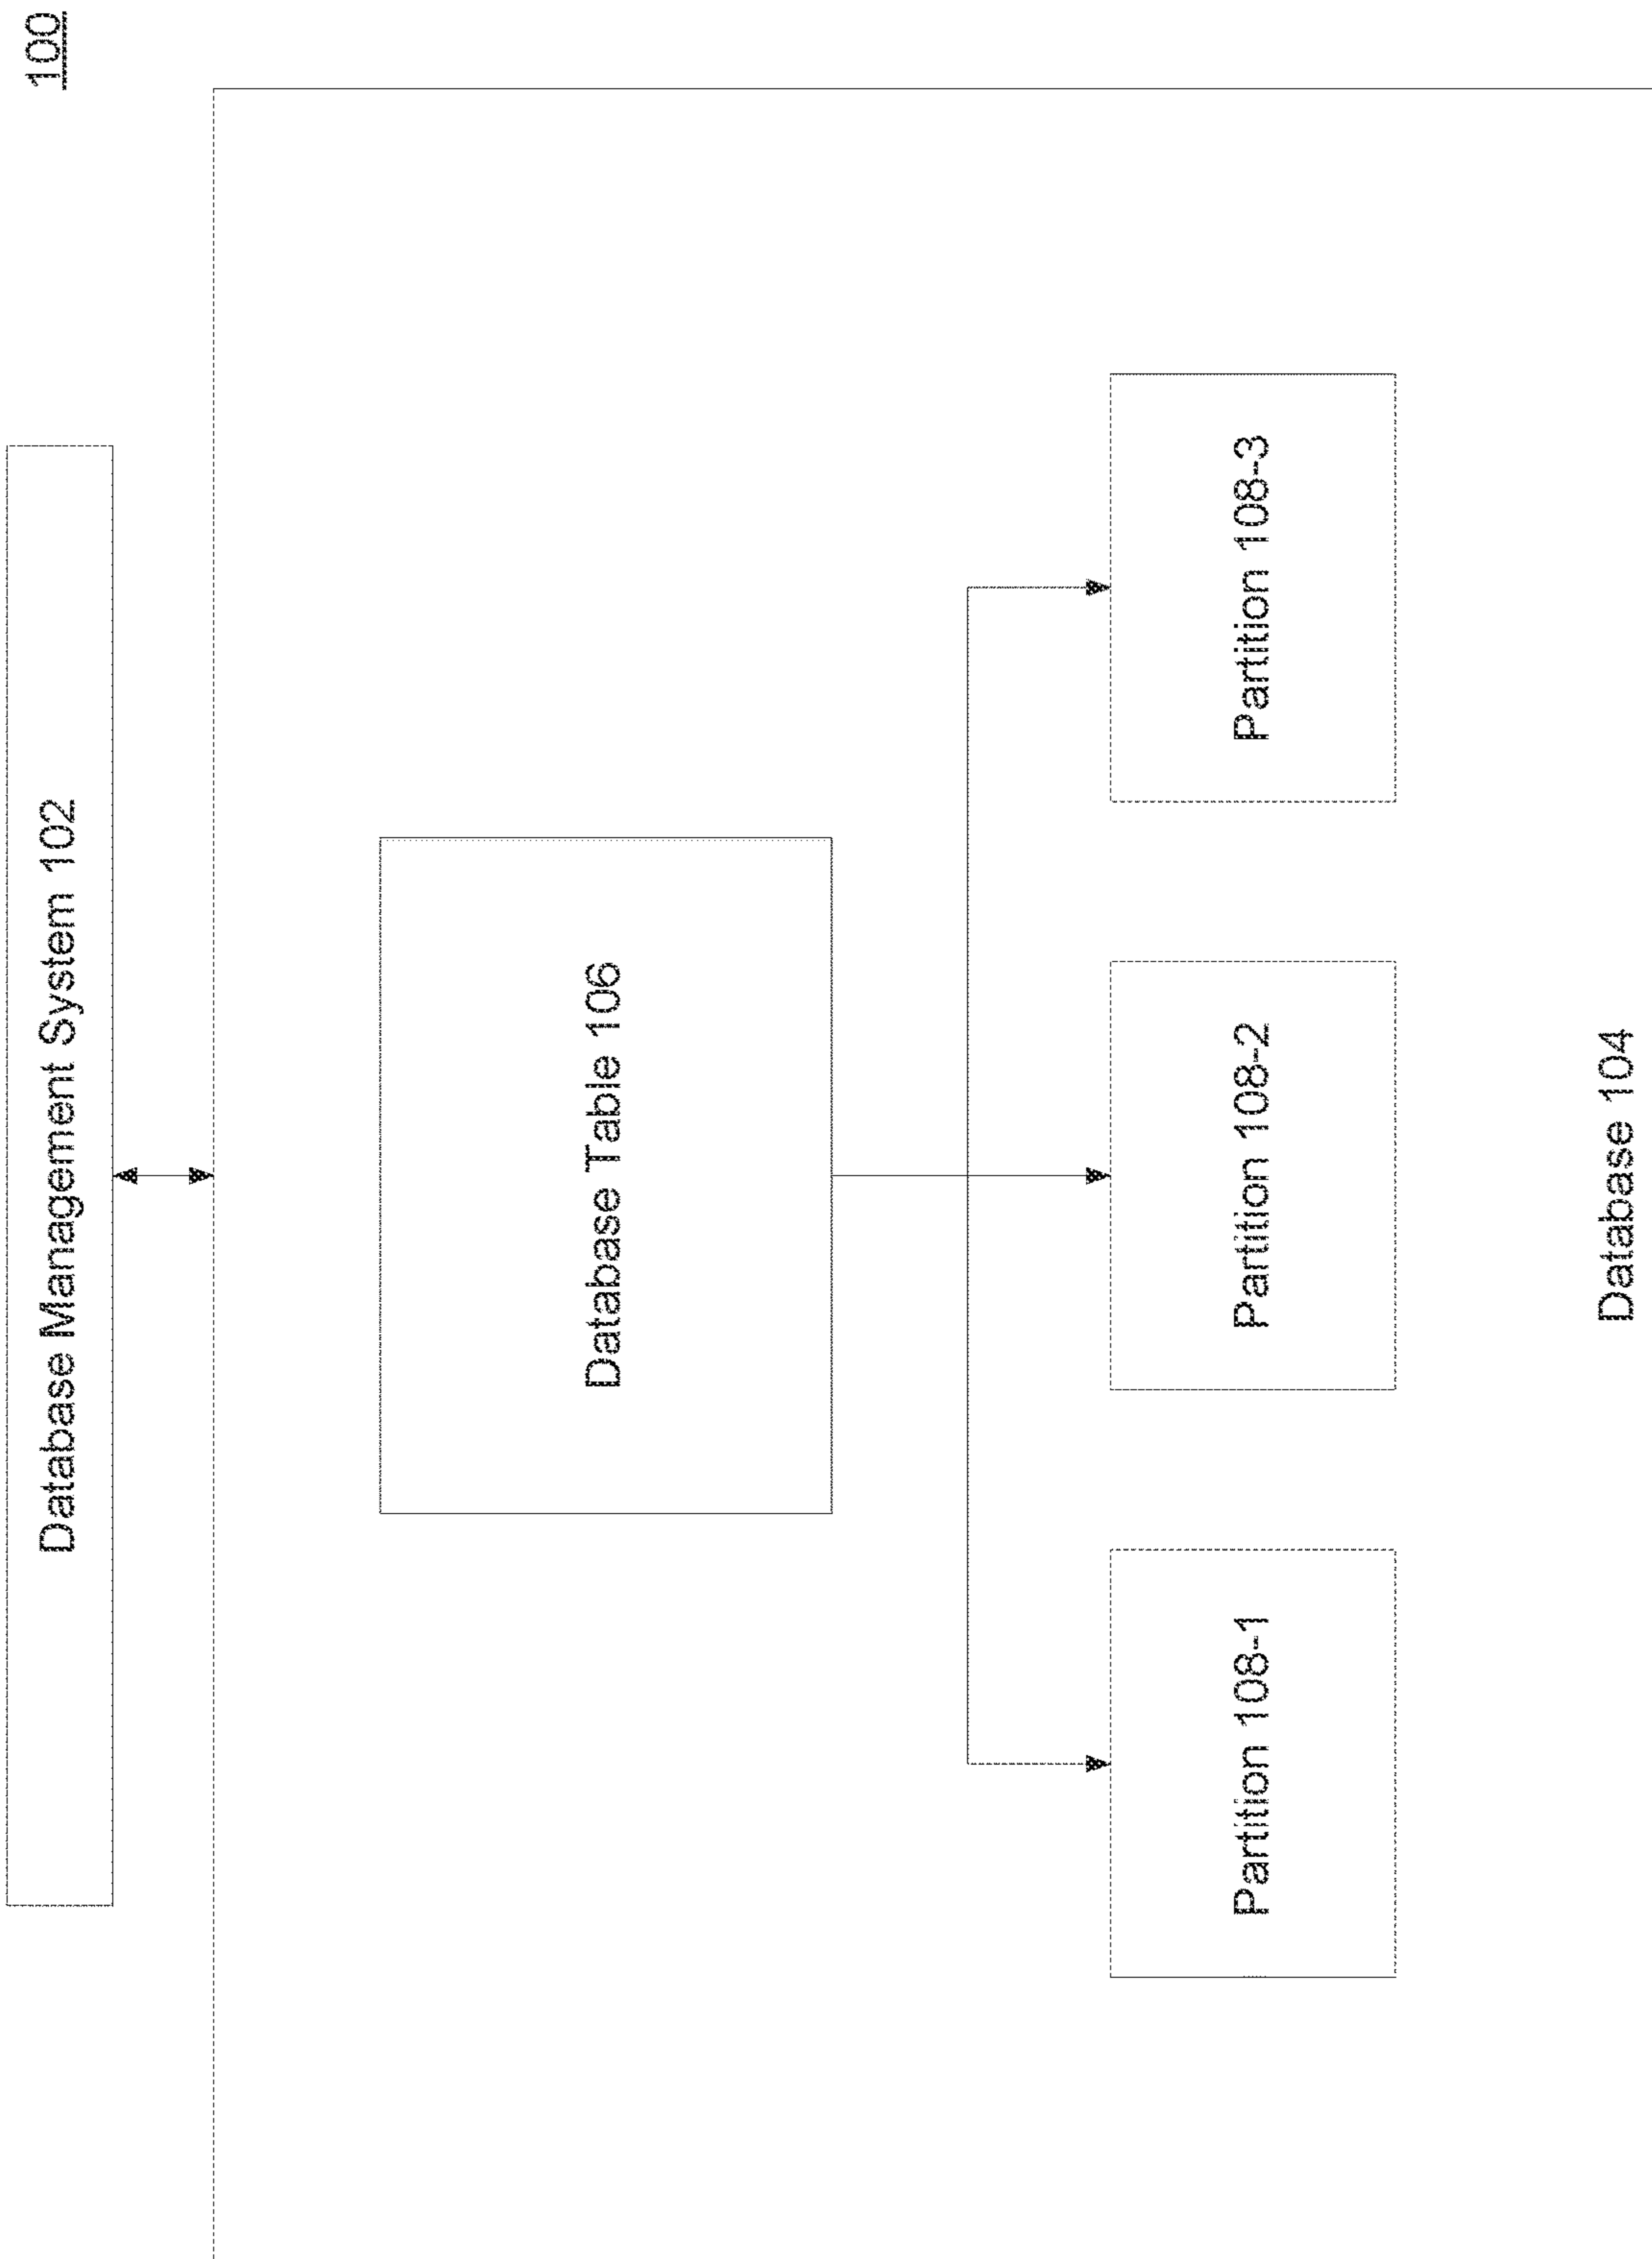 100
Database Management System 102
Database Table 106
Partition 108-1
Partition 108-2
Partition 108-3
Database 104